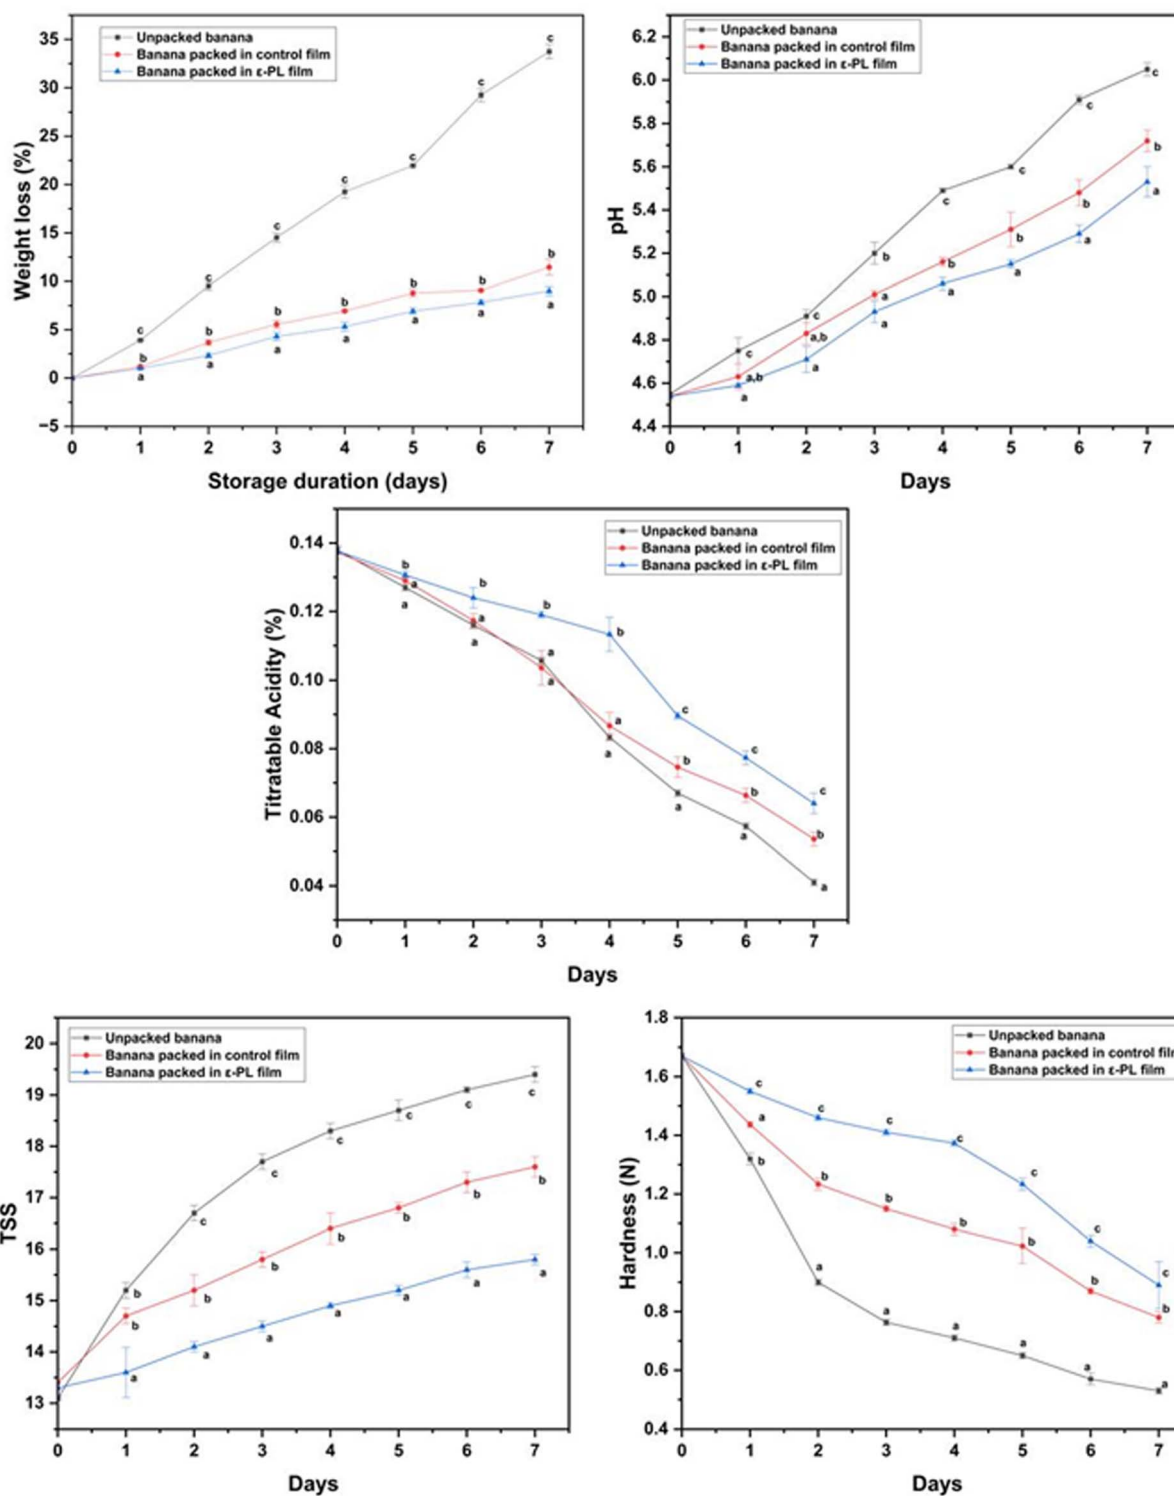 Unpacked banana
Banana packed in control film
Banana packed in ε-PL film
Weight loss (%)
35
30
25
20
15
10
5
0
−5
c
c
c
c
c
c
c
b
b
b
b
b
b
b
a
a
a
a
a
a
a
0 1 2 3 4 5 6 7
Storage duration (days)
Unpacked banana
Banana packed in control film
Banana packed in ε-PL film
pH
6.2
6.0
5.8
5.6
5.4
5.2
5.0
4.8
4.6
4.4
c
c
b
c
c
c
c
a,b
a,b
a
b
b
b
b
a
a
a
a
a
a
a
0 1 2 3 4 5 6 7
Days
Unpacked banana
Banana packed in control film
Banana packed in ε-PL film
Titratable Acidity (%)
0.14
0.12
0.10
0.08
0.06
0.04
b
b
b
b
c
c
c
a
a
a
a
b
b
b
a
a
a
a
a
a
a
0 1 2 3 4 5 6 7
Days
Unpacked banana
Banana packed in control film
Banana packed in ε-PL film
TSS
20
19
18
17
16
15
14
13
b
c
c
c
c
c
c
b
b
b
b
b
b
b
a
a
a
a
a
a
a
0 1 2 3 4 5 6 7
Days
Unpacked banana
Banana packed in control film
Banana packed in ε-PL film
Hardness (N)
1.8
1.6
1.4
1.2
1.0
0.8
0.6
0.4
c
c
c
c
c
c
c
a
b
b
b
b
b
b
b
a
a
a
a
a
a
0 1 2 3 4 5 6 7
Days